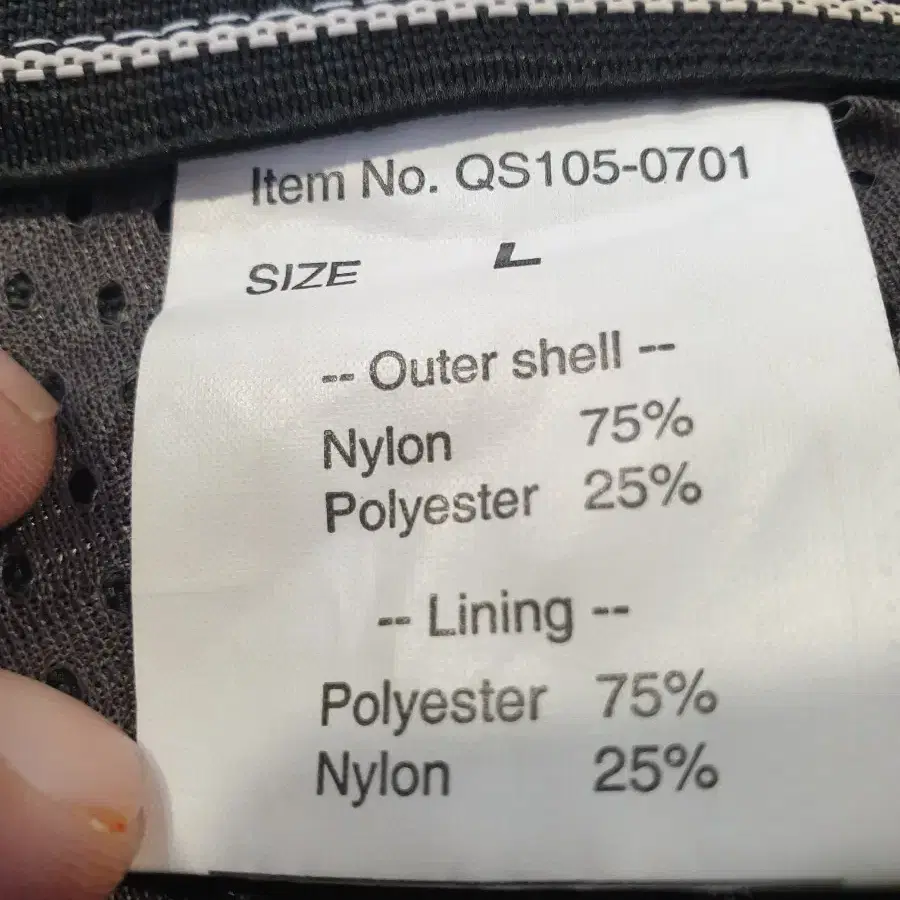 Item No. QS105-0701
SIZE L
-- Outer shell --
Nylon 75%
Polyester 25%
-- Lining --
Polyester 75%
Nylon 25%